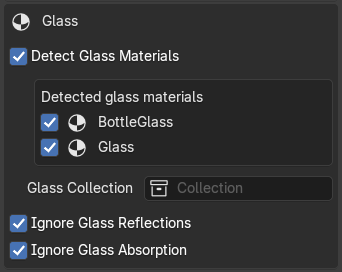 Glass
Detect Glass Materials
Detected glass materials
BottleGlass
Glass
Glass Collection Collection
Ignore Glass Reflections
Ignore Glass Absorption